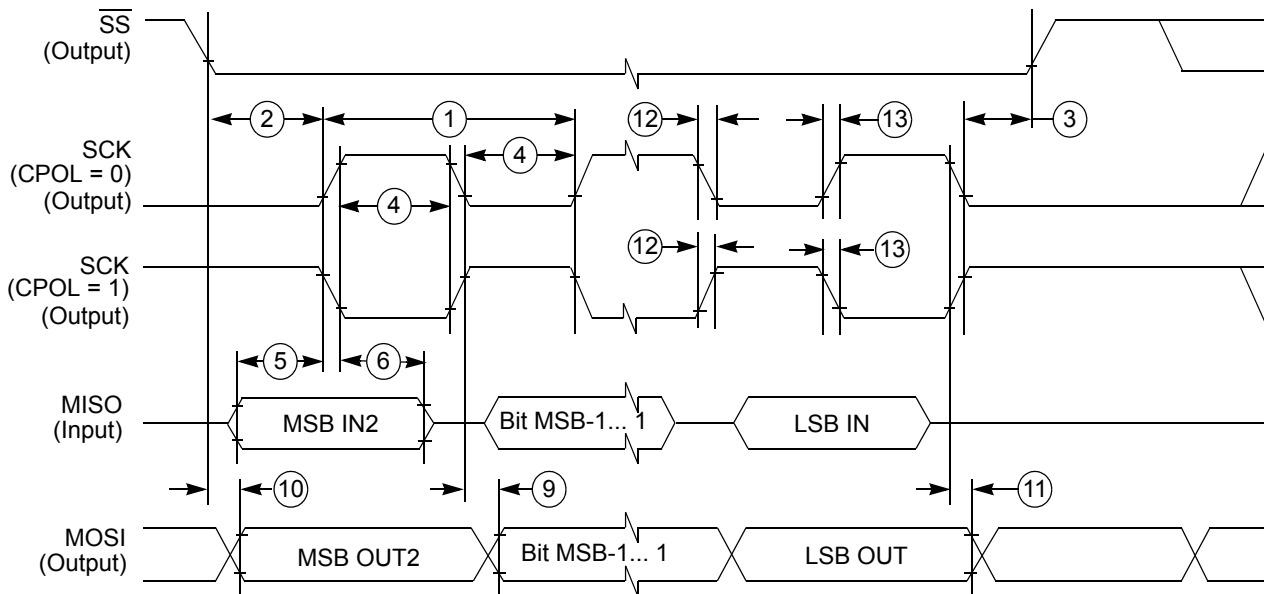 SS
(Output)
2
1
12
13
3
SCK
(CPOL = 0)
(Output)
4
4
12
13
SCK
(CPOL = 1)
(Output)
5
6
MISO
(Input)
MSB IN2
Bit MSB-1... 1
LSB IN
10
9
11
MOSI
(Output)
MSB OUT2
Bit MSB-1... 1
LSB OUT